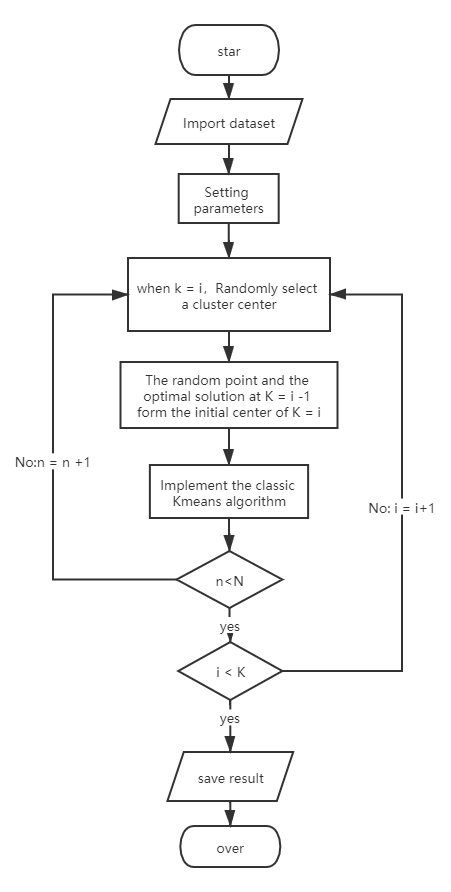 star
Import dataset
Setting
parameters
when k = i, Randomly select
a cluster center
The random point and the
optimal solution at K = i -1
form the initial center of K = i
No:n = n +1
Implement the classic
Kmeans algorithm
No: i = i+1
n<N
yes
i < K
yes
save result
over